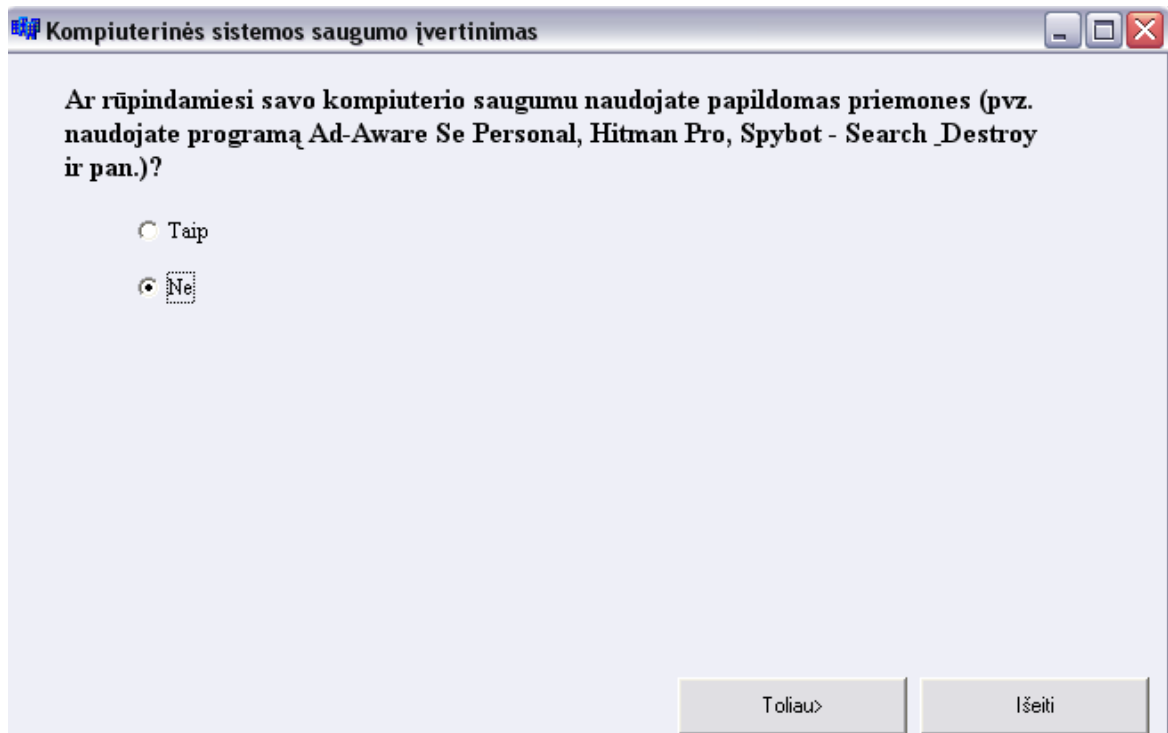 Kompiuterinės sistemos saugumo įvertinimas
Ar rūpindamiesi savo kompiuterio saugumu naudojate papildomas priemones (pvz.
naudojate programą Ad-Aware Se Personal, Hitman Pro, Spybot - Search _Destroy
ir pan.)?
Taip
Ne
Toliau> Išeiti